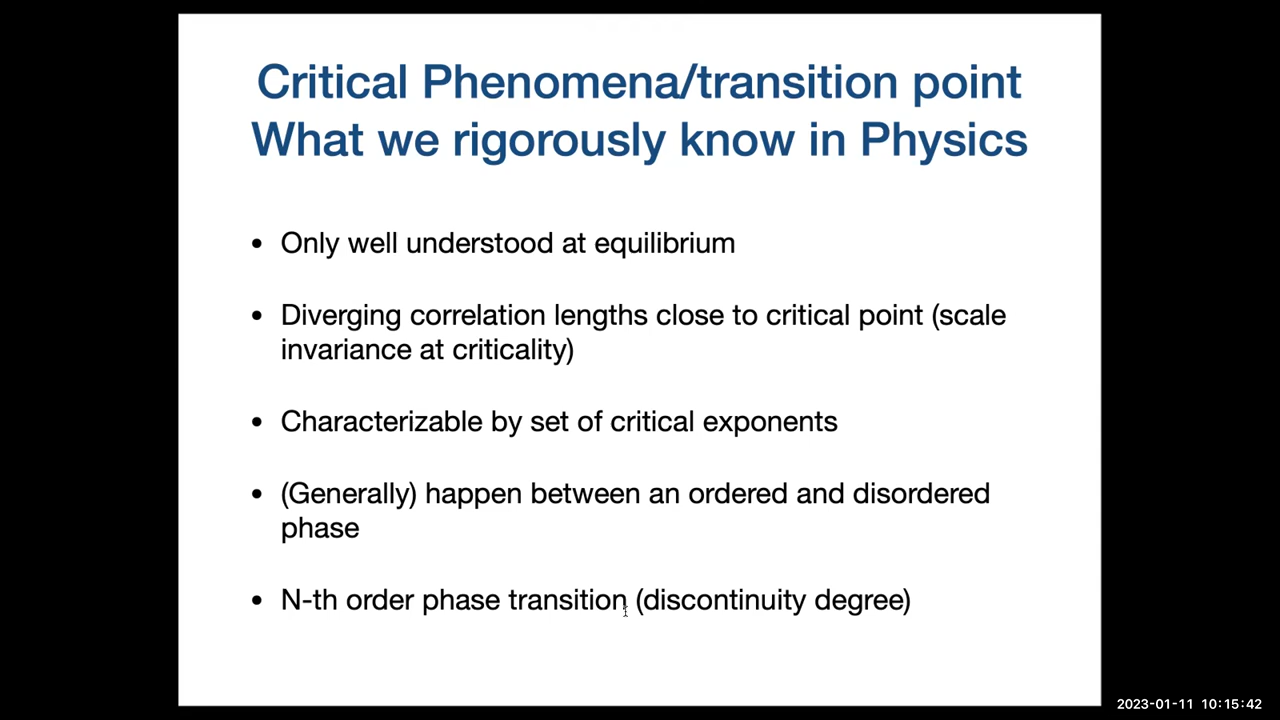 Critical Phenomena/transition point
What we rigorously know in Physics
• Only well understood at equilibrium
• Diverging correlation lengths close to critical point (scale
invariance at criticality)
• Characterizable by set of critical exponents
• (Generally) happen between an ordered and disordered
phase
• N-th order phase transition (discontinuity degree)
2023-01-11 10:15:42